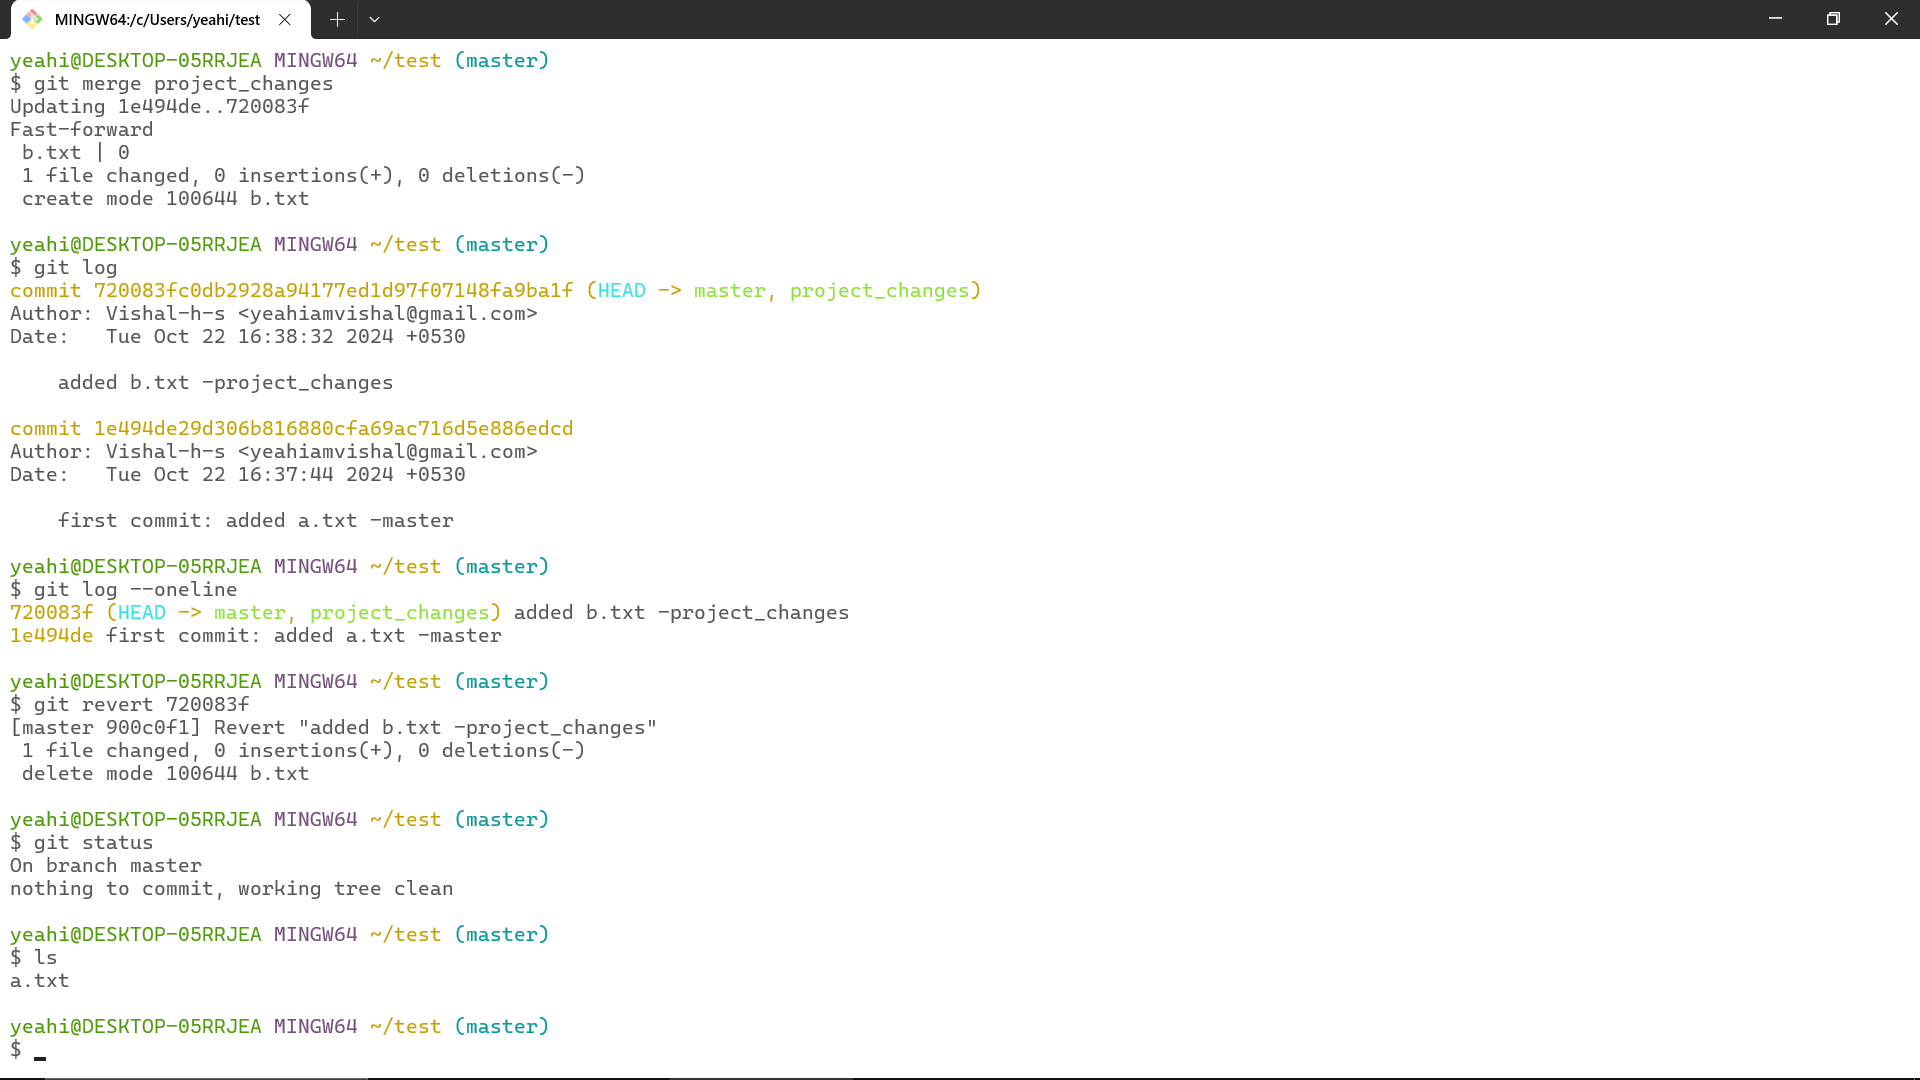 MINGW64:/c/Users/yeahi/test
yeahi@DESKTOP-05RRJEA MINGW64 ~/test (master)
$ git merge project_changes
Updating 1e494de..720083f
Fast-forward
 b.txt | 0
 1 file changed, 0 insertions(+), 0 deletions(-)
 create mode 100644 b.txt
yeahi@DESKTOP-05RRJEA MINGW64 ~/test (master)
$ git log
commit 720083fc0db2928a94177ed1d97f07148fa9ba1f (HEAD -> master, project_changes)
Author: Vishal-h-s <yeahiamvishal@gmail.com>
Date:   Tue Oct 22 16:38:32 2024 +0530
    added b.txt -project_changes
commit 1e494de29d306b816880cfa69ac716d5e886edcd
Author: Vishal-h-s <yeahiamvishal@gmail.com>
Date:   Tue Oct 22 16:37:44 2024 +0530
    first commit: added a.txt -master
yeahi@DESKTOP-05RRJEA MINGW64 ~/test (master)
$ git log --oneline
720083f (HEAD -> master, project_changes) added b.txt -project_changes
1e494de first commit: added a.txt -master
yeahi@DESKTOP-05RRJEA MINGW64 ~/test (master)
$ git revert 720083f
[master 900c0f1] Revert "added b.txt -project_changes"
 1 file changed, 0 insertions(+), 0 deletions(-)
 delete mode 100644 b.txt
yeahi@DESKTOP-05RRJEA MINGW64 ~/test (master)
$ git status
On branch master
nothing to commit, working tree clean
yeahi@DESKTOP-05RRJEA MINGW64 ~/test (master)
$ ls
a.txt
yeahi@DESKTOP-05RRJEA MINGW64 ~/test (master)
$